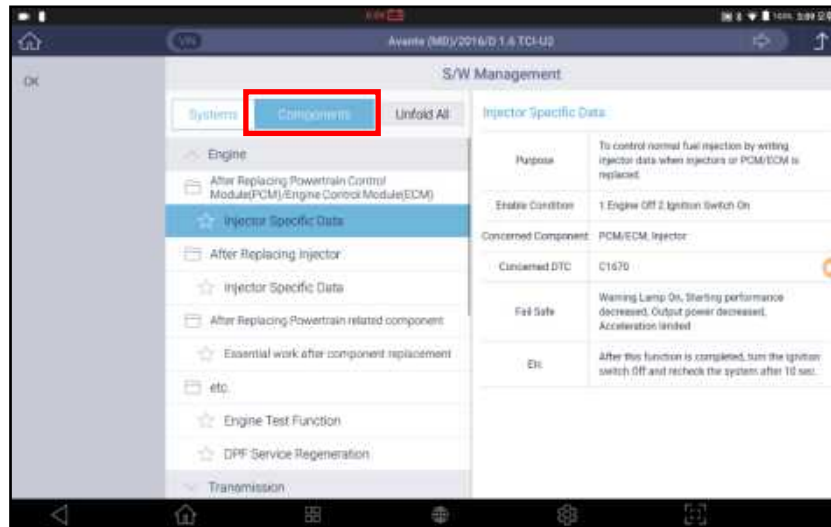 VIN
Avante (MD)/2016/D 1.6 TCI-U2
OK
S/W Management
Systems
Components
Unfold All
Engine
After Replacing Powertrain Control
Module(PCM)/Engine Control Module(ECM)
Injector Specific Data
After Replacing Injector
Injector Specific Data
After Replacing Powertrain related component
Essential work after component replacement
etc.
Engine Test Function
DPF Service Regeneration
Transmission
Injector Specific Data
Purpose
To control normal fuel injection by writing
injector data when injectors or PCM/ECM is
replaced.
Enable Condition
1.Engine Off 2.Ignition Switch On
Concerned Component
PCM/ECM, Injector
Concerned DTC
C1670
Fail Safe
Warning Lamp On, Starting performance
decreased, Output power decreased,
Acceleration limited
Etc
After this function is completed, turn the ignition
switch Off and recheck the system after 10 sec.